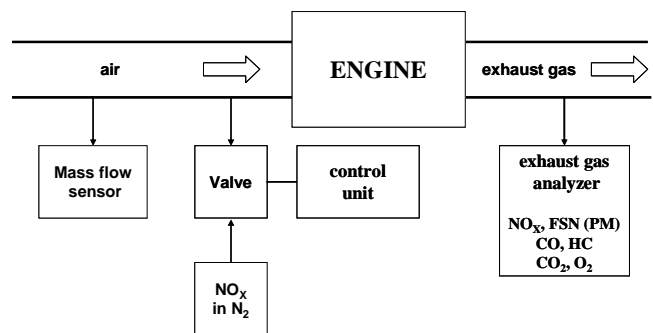 air
ENGINE
exhaust gas
Mass flow
sensor
Valve
control
unit
exhaust gas
analyzer
NOX, FSN (PM)
CO, HC
CO2, O2
NOX
in N2